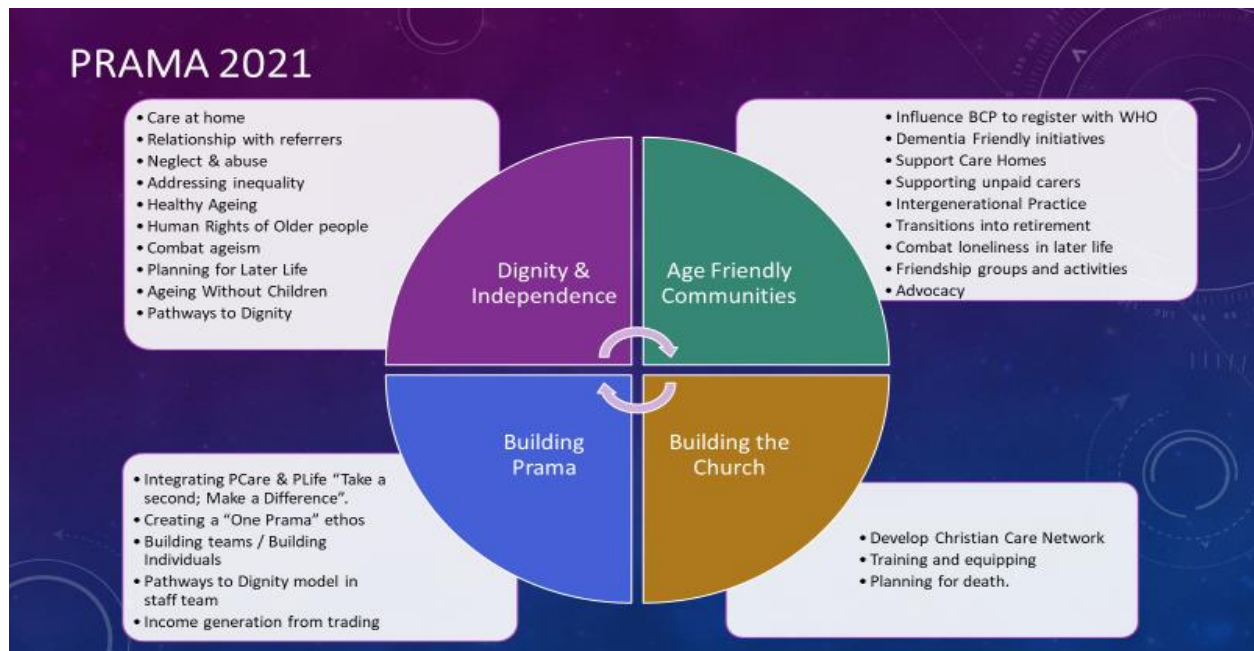 PRAMA 2021
• Care at home
• Relationship with referrers
• Neglect & abuse
• Addressing inequality
• Healthy Ageing
• Human Rights of Older people
• Combat ageism
• Planning for Later Life
• Ageing Without Children
• Pathways to Dignity
• Influence BCP to register with WHO
• Dementia Friendly initiatives
• Support Care Homes
• Supporting unpaid carers
• Intergenerational Practice
• Transitions into retirement
• Combat loneliness in later life
• Friendship groups and activities
• Advocacy
Dignity &
Independence
Age Friendly
Communities
Building
Prama
Building the
Church
• Integrating PCare & PLife “Take a
second; Make a Difference”.
• Creating a “One Prama” ethos
• Building teams / Building
Individuals
• Pathways to Dignity model in
staff team
• Income generation from trading
• Develop Christian Care Network
• Training and equipping
• Planning for death.